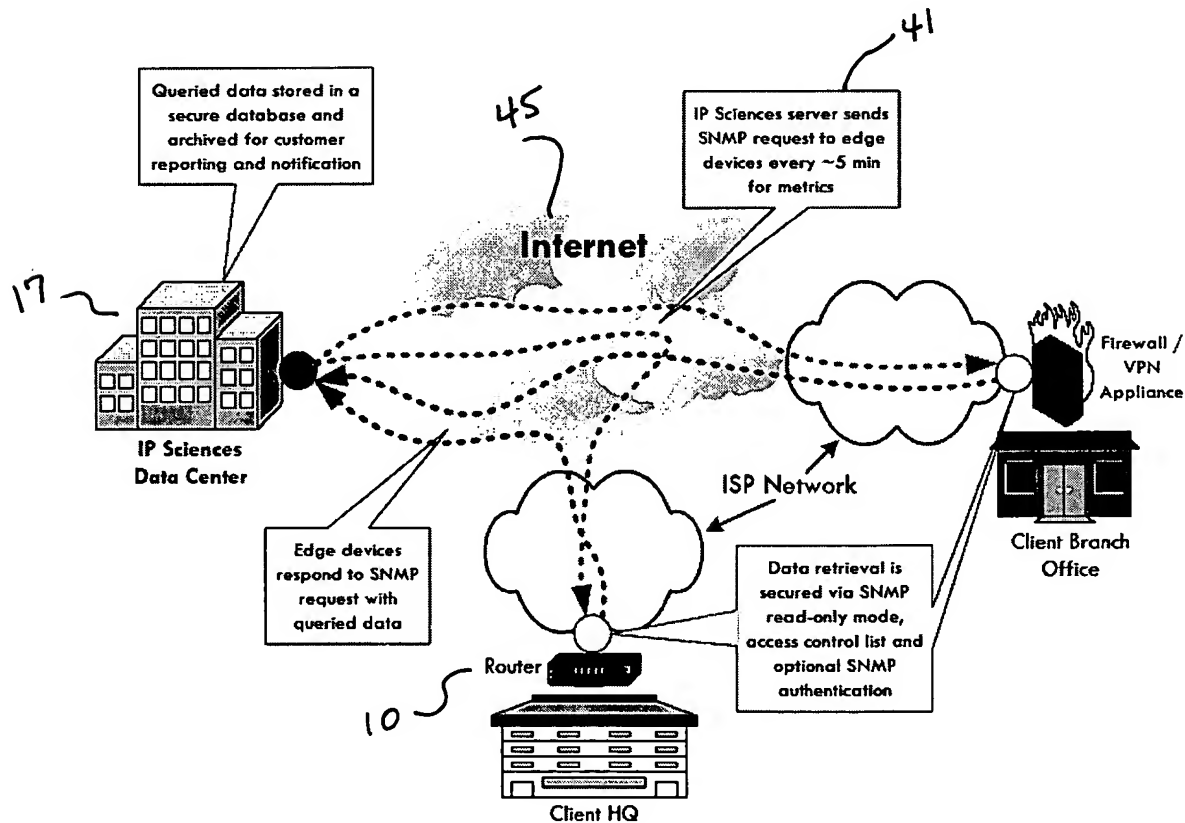 41
Queried data stored in a
secure database and
archived for customer
reporting and notification
45
IP Sciences server sends
SNMP request to edge
devices every ~5 min
for metrics
Internet
17
Firewall /
VPN
Appliance
IP Sciences
Data Center
ISP Network
Client Branch
Office
Edge devices
respond to SNMP
request with
queried data
Data retrieval is
secured via SNMP
read-only mode,
access control list and
optional SNMP
authentication
Router
10
Client HQ